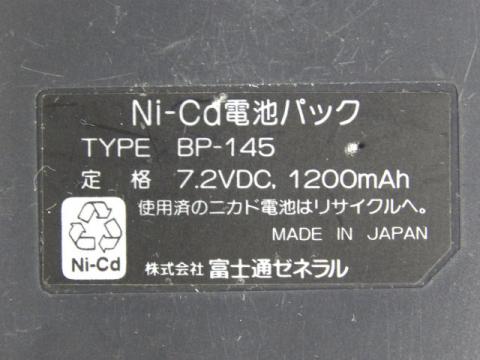 Ni-Cd電池パック
TYPE BP-145
定 格 7.2VDC, 1200mAh
使用済のニカド電池はリサイクルへ。
MADE IN JAPAN
Ni-Cd
株式会社 富士通ゼネラル